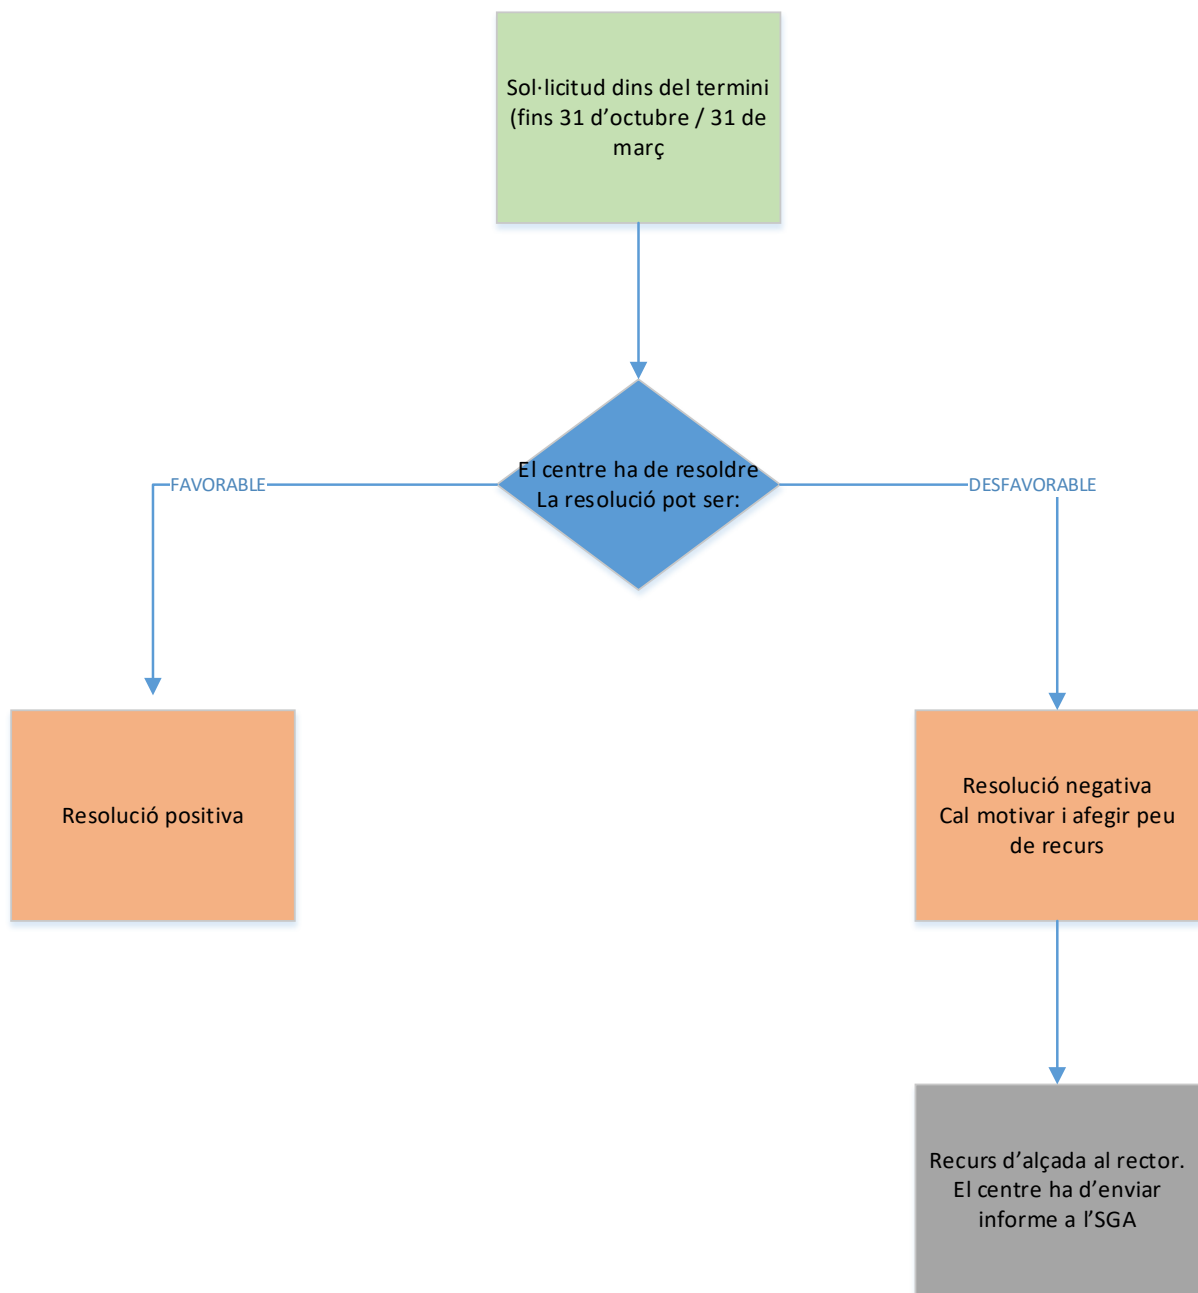 Sol·licitud dins del termini
(fins 31 d’octubre / 31 de
març
El centre ha de resoldre
La resolució pot ser:
FAVORABLE
DESFAVORABLE
Resolució positiva
Resolució negativa
Cal motivar i afegir peu
de recurs
Recurs d’alçada al rector.
El centre ha d’enviar
informe a l’SGA